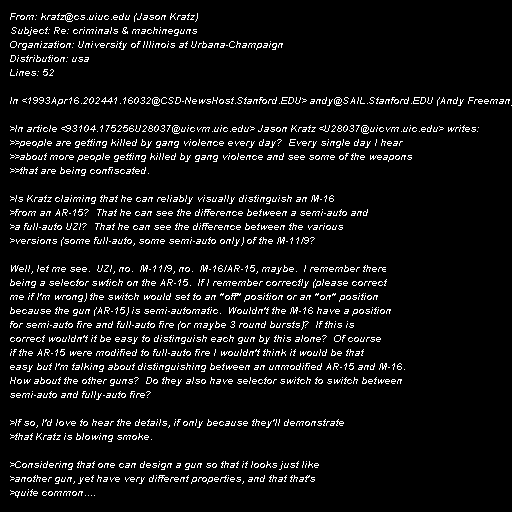 From: kratz@cs.uiuc.edu (Jason Kratz)
Subject: Re: criminals & machineguns
Organization: University of Illinois at Urbana-Champaign
Distribution: usa
Lines: 52
In <1993Apr16.202441.16032@CSD-NewsHost.Stanford.EDU> andy@SAIL.Stanford.EDU (Andy Freeman)
>In article <93104.175256U28037@uicvm.uic.edu> Jason Kratz <U28037@uicvm.uic.edu> writes:
>>people are getting killed by gang violence every day?  Every single day I hear
>>about more people getting killed by gang violence and see some of the weapons
>>that are being confiscated.
>Is Kratz claiming that he can reliably visually distinguish an M-16
>from an AR-15?  That he can see the difference between a semi-auto and
>a full-auto UZI?  That he can see the difference between the various
>versions (some full-auto, some semi-auto only) of the M-11/9?
Well, let me see.  UZI, no.  M-11/9, no.  M-16/AR-15, maybe.  I remember there
being a selector swtich on the AR-15.  If I remember correctly (please correct
me if I'm wrong) the switch would set to an "off" position or an "on" position
because the gun (AR-15) is semi-automatic.  Wouldn't the M-16 have a position
for semi-auto fire and full-auto fire (or maybe 3 round bursts)?  If this is
correct wouldn't it be easy to distinguish each gun by this alone?  Of course
if the AR-15 were modified to full-auto fire I wouldn't think it would be that
easy but I'm talking about distinguishing between an unmodified AR-15 and M-16.
How about the other guns?  Do they also have selector switch to switch between
semi-auto and fully-auto fire?
>If so, I'd love to hear the details, if only because they'll demonstrate
>that Kratz is blowing smoke.
>Considering that one can design a gun so that it looks just like
>another gun, yet have very different properties, and that that's
>quite common....